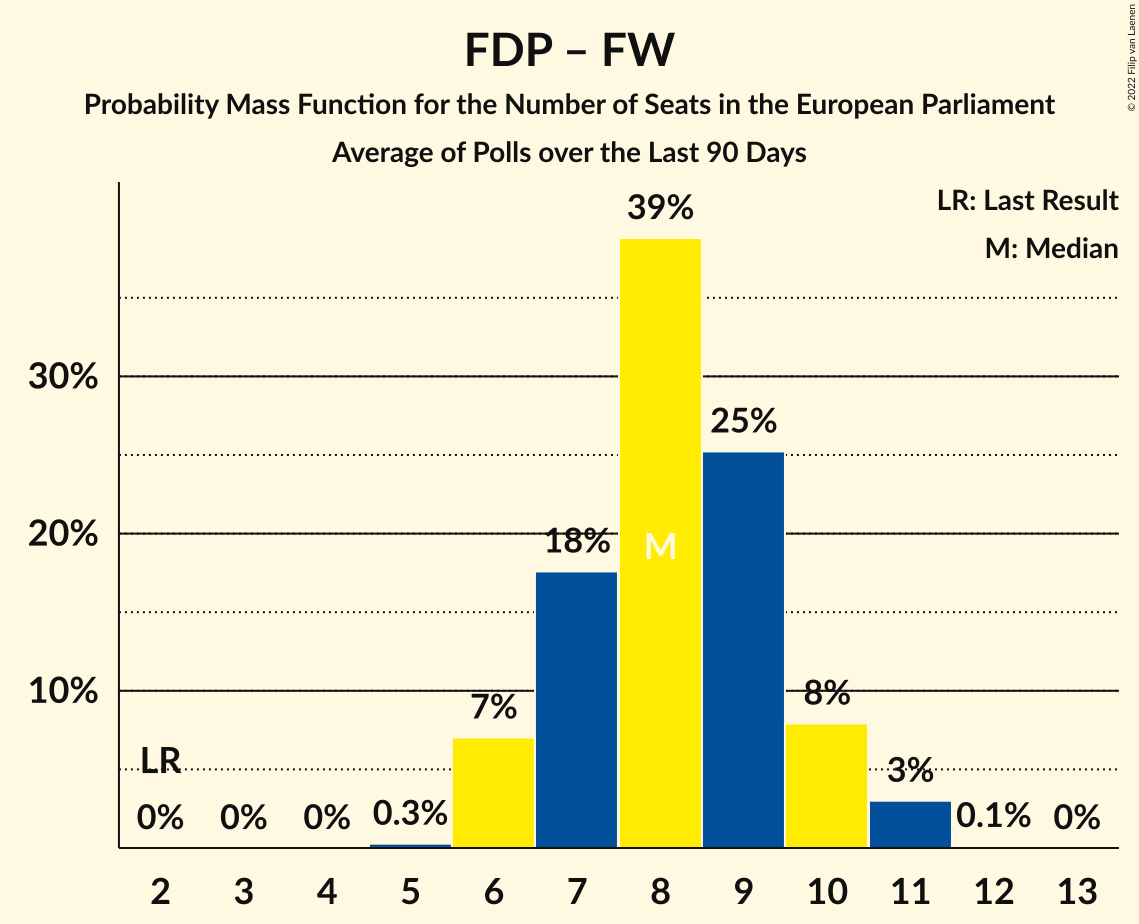 FDP – FW
Probability Mass Function for the Number of Seats in the European Parliament
Average of Polls over the Last 90 Days
© 2022 Filip van Laenen
LR: Last Result
M: Median
39%
30%
25%
20%
18%
M
10%
7%
8%
LR
3%
0%
0%
0%
0.3%
0.1%
0%
2 3 4 5 6 7 8 9 10 11 12 13